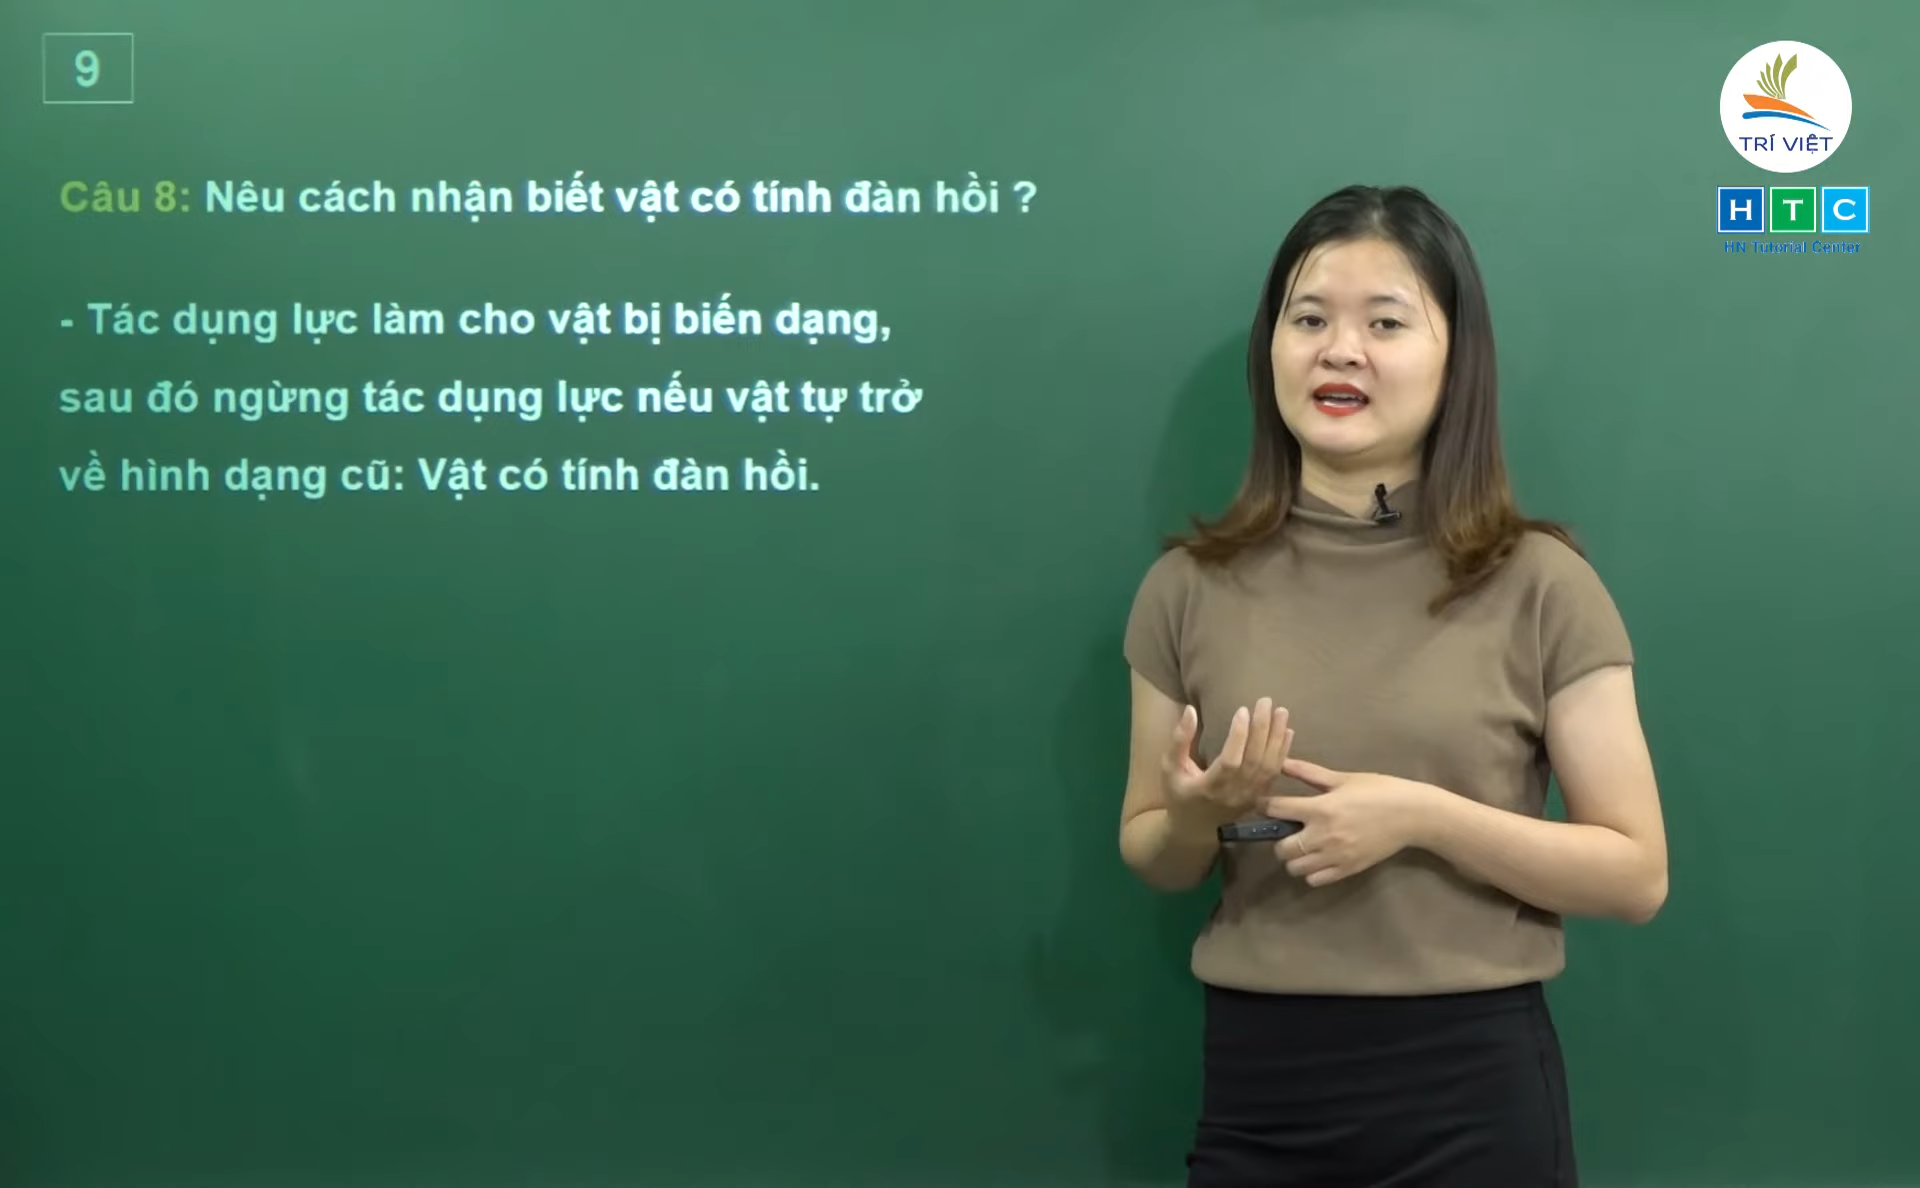 9
TRÍ VIỆT
H T C
HN Tutorial Center
Câu 8: Nêu cách nhận biết vật có tính đàn hồi ?
- Tác dụng lực làm cho vật bị biến dạng,
sau đó ngừng tác dụng lực nếu vật tự trở
về hình dạng cũ: Vật có tính đàn hồi.